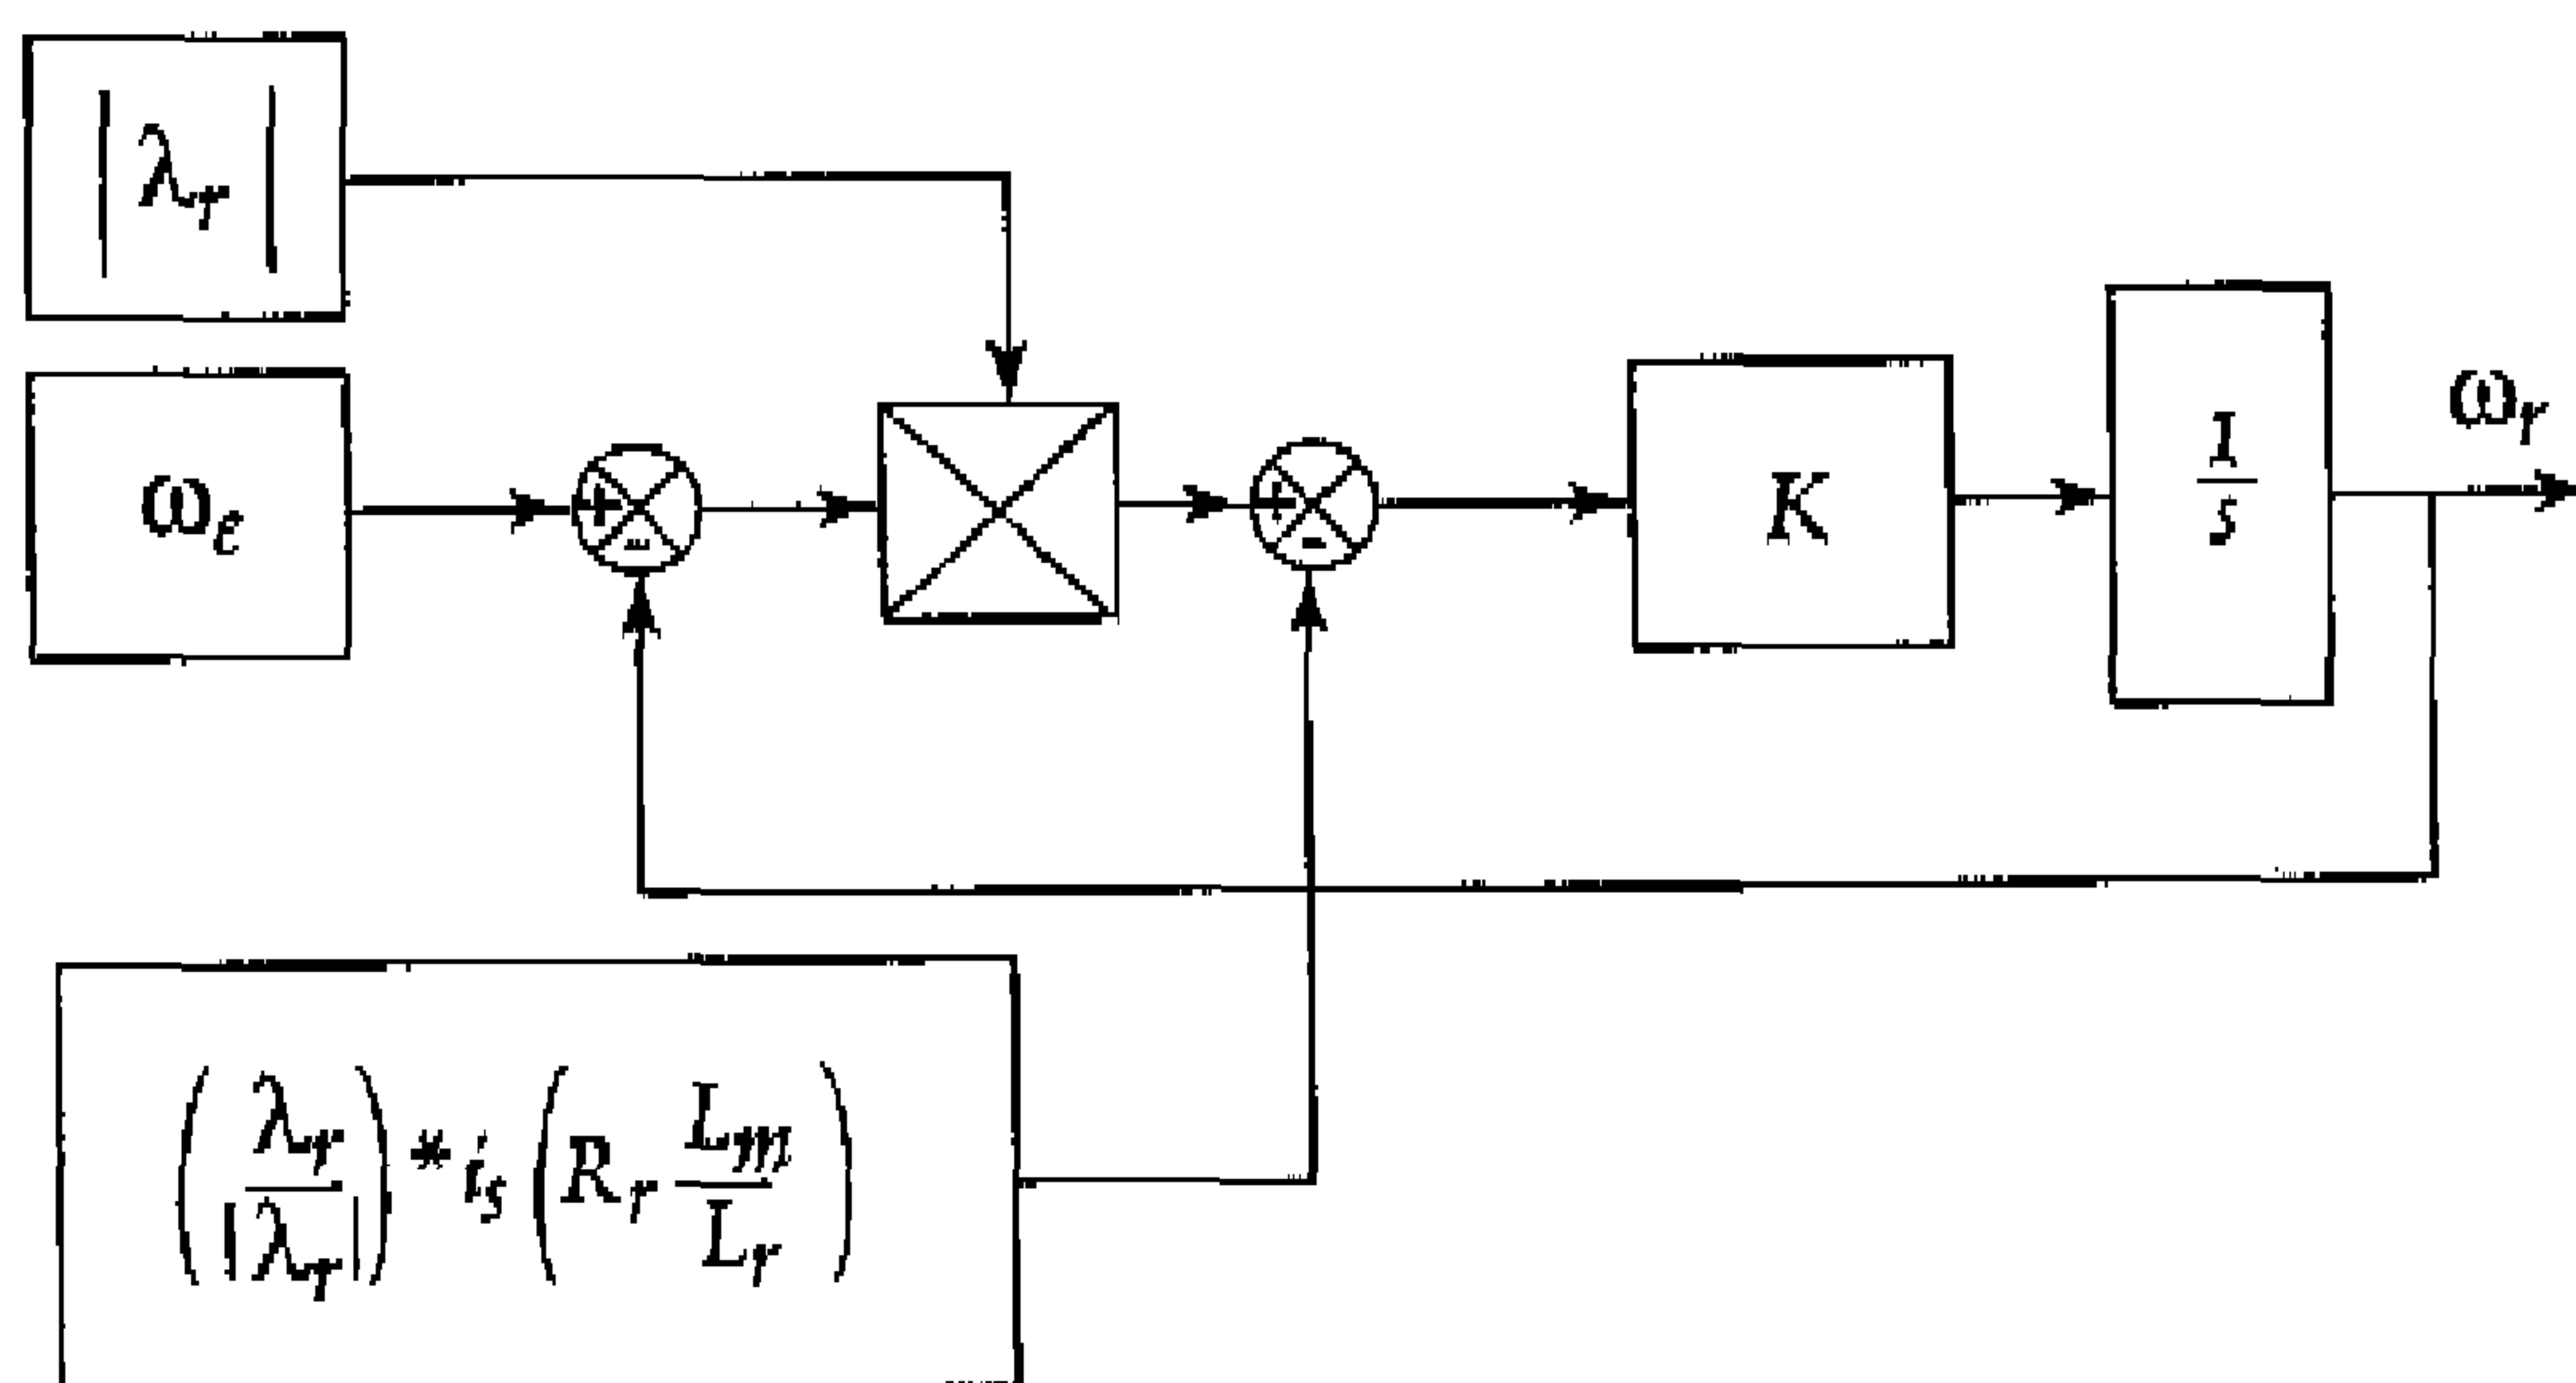 | λr |
ωe
+
-
+
-
K
1/s
ωr
(λr/|λr|)* is (Rr Lm/Lr)